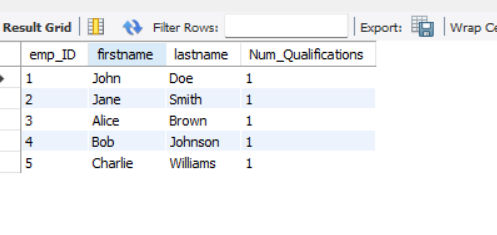 Result Grid Filter Rows: Export: Wrap Ce
emp_ID firstname lastname Num_Qualifications
1 John Doe 1
2 Jane Smith 1
3 Alice Brown 1
4 Bob Johnson 1
5 Charlie Williams 1